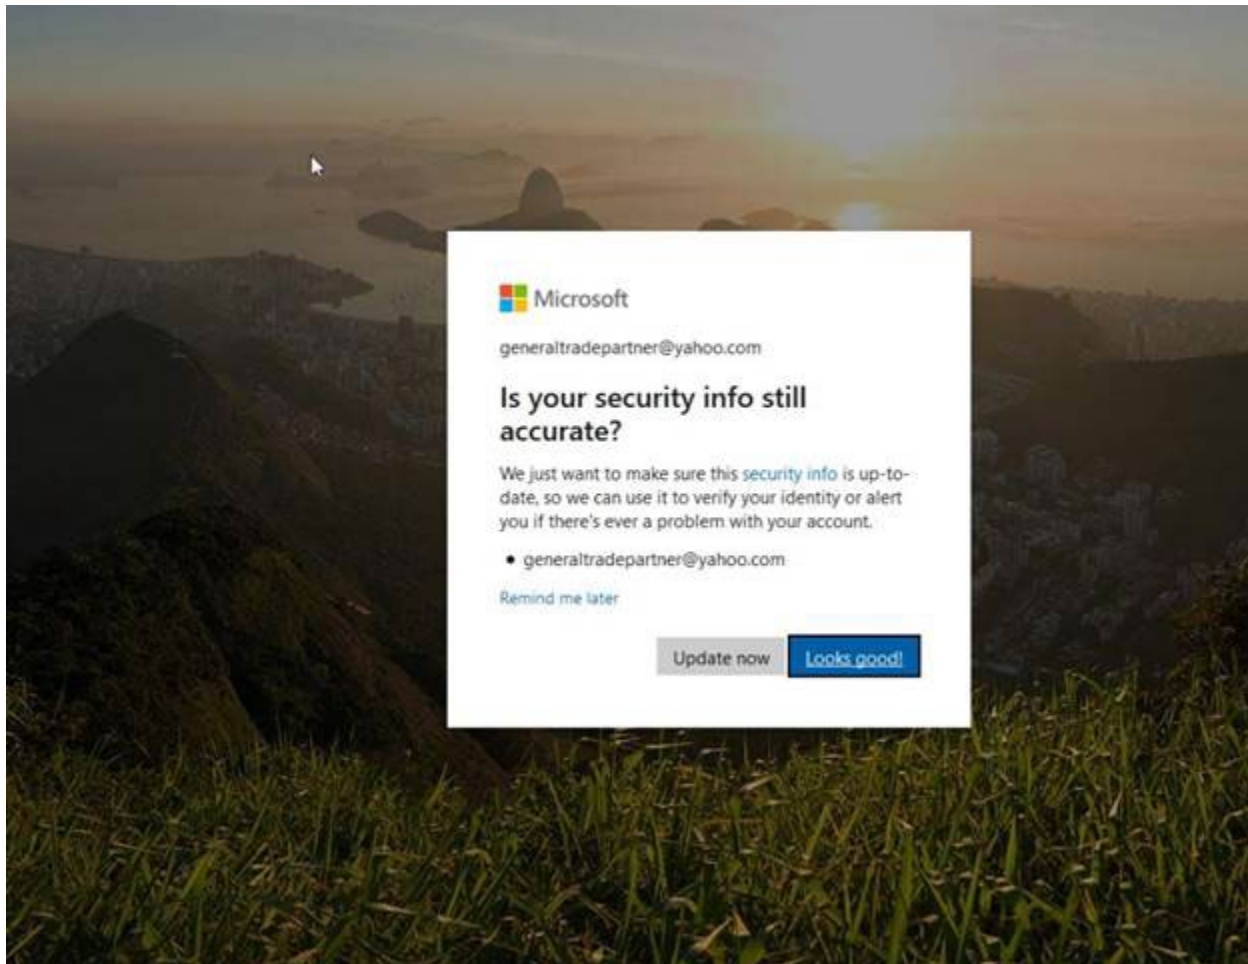 Microsoft
generaltradepartner@yahoo.com
Is your security info still
accurate?
We just want to make sure this security info is up-to-
date, so we can use it to verify your identity or alert
you if there's ever a problem with your account.
• generaltradepartner@yahoo.com
Remind me later
Update now Looks good!